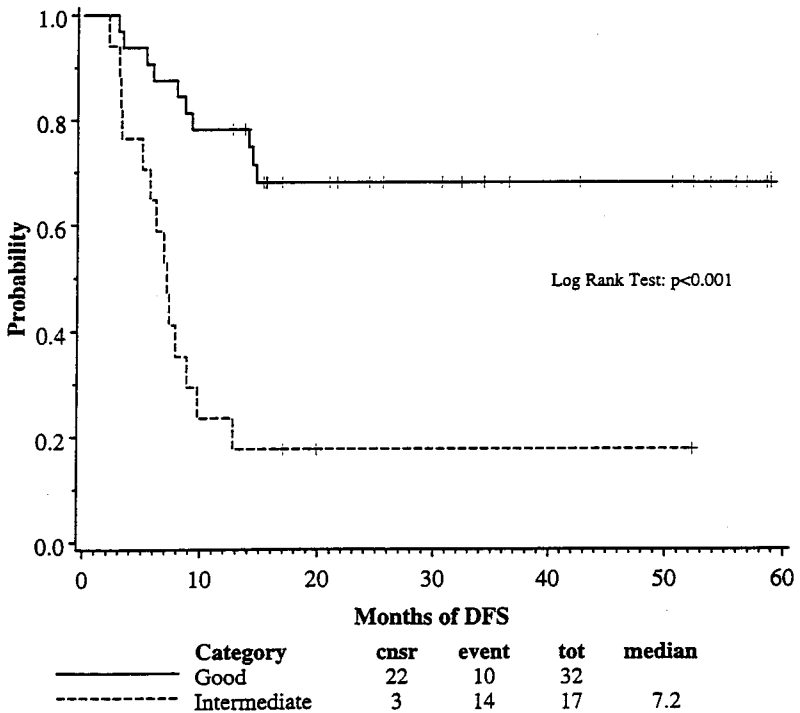 1.0
0.8
0.6
0.4
0.2
0.0
Probability
Log Rank Test: p<0.001
0 10 20 30 40 50 60
Months of DFS
Category cnsr event tot median
Good 22 10 32
Intermediate 3 14 17 7.2